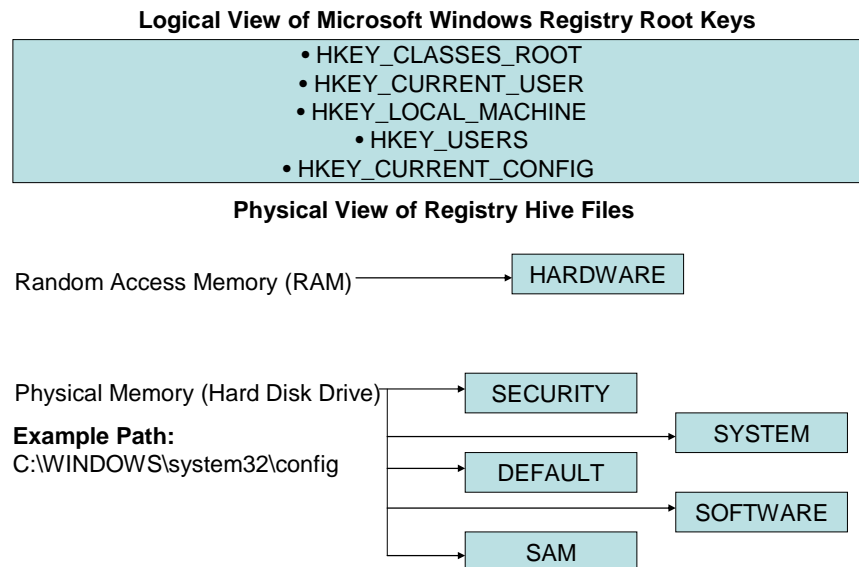 Logical View of Microsoft Windows Registry Root Keys
• HKEY_CLASSES_ROOT
• HKEY_CURRENT_USER
• HKEY_LOCAL_MACHINE
• HKEY_USERS
• HKEY_CURRENT_CONFIG
Physical View of Registry Hive Files
Random Access Memory (RAM)
HARDWARE
Physical Memory (Hard Disk Drive)
SECURITY
Example Path:
SYSTEM
C:\WINDOWS\system32\config
DEFAULT
SOFTWARE
SAM